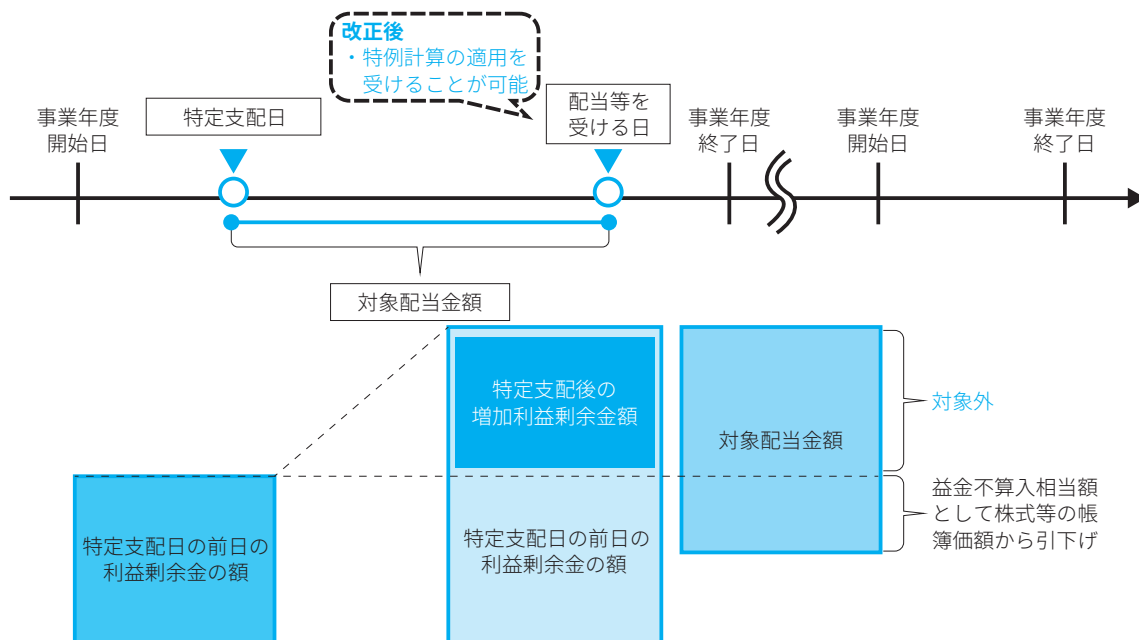 改正後
・特例計算の適用を
受けることが可能
事業年度
開始日
特定支配日
配当等を
受ける日
事業年度
終了日
事業年度
開始日
事業年度
終了日
対象配当金額
特定支配後の
増加利益剰余金額
対象配当金額
対象外
特定支配日の前日の
利益剰余金の額
特定支配日の前日の
利益剰余金の額
益金不算入相当額
として株式等の帳
簿価額から引下げ